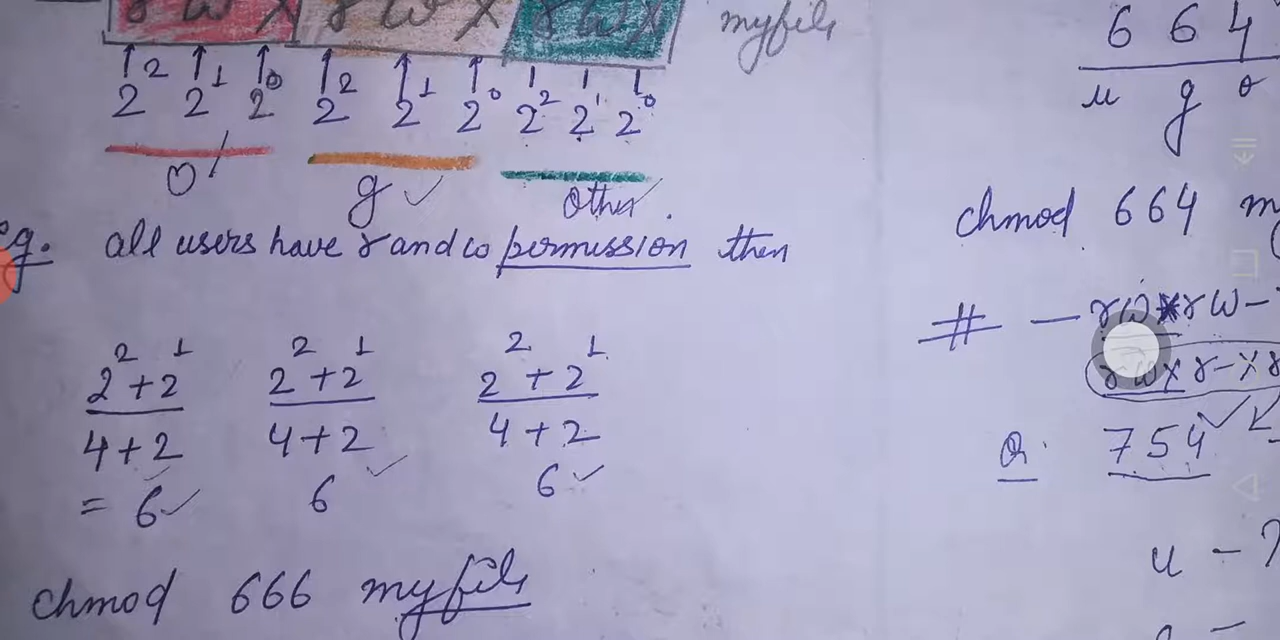 r w x r w x r w x myfile
2² 2¹ 2⁰ 2² 2¹ 2⁰ 2² 2¹ 2⁰
O g other.
eg. all users have r and w permission then
2²+2¹ 2²+2¹ 2²+2¹
4+2 4+2 4+2
= 6 6 6
chmod 666 myfile
6 6 4
u g o
chmod 664 m
# - rw
rwx r-x r
Q. 754
u -